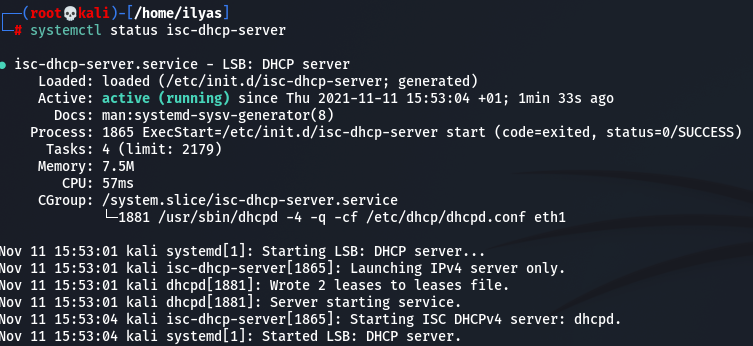 ┌──(root💀kali)-[/home/ilyas]
└─# systemctl status isc-dhcp-server
● isc-dhcp-server.service - LSB: DHCP server
Loaded: loaded (/etc/init.d/isc-dhcp-server; generated)
Active: active (running) since Thu 2021-11-11 15:53:04 +01; 1min 33s ago
Docs: man:systemd-sysv-generator(8)
Process: 1865 ExecStart=/etc/init.d/isc-dhcp-server start (code=exited, status=0/SUCCESS)
Tasks: 4 (limit: 2179)
Memory: 7.5M
CPU: 57ms
CGroup: /system.slice/isc-dhcp-server.service
└─1881 /usr/sbin/dhcpd -4 -q -cf /etc/dhcp/dhcpd.conf eth1
Nov 11 15:53:01 kali systemd[1]: Starting LSB: DHCP server...
Nov 11 15:53:01 kali isc-dhcp-server[1865]: Launching IPv4 server only.
Nov 11 15:53:01 kali dhcpd[1881]: Wrote 2 leases to leases file.
Nov 11 15:53:01 kali dhcpd[1881]: Server starting service.
Nov 11 15:53:04 kali isc-dhcp-server[1865]: Starting ISC DHCPv4 server: dhcpd.
Nov 11 15:53:04 kali systemd[1]: Started LSB: DHCP server.